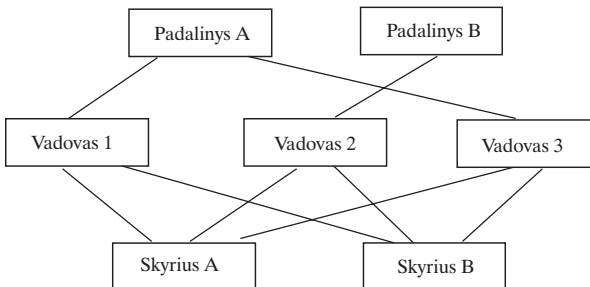 Padalinys A
Padalinys B
Vadovas 1
Vadovas 2
Vadovas 3
Skyrius A
Skyrius B